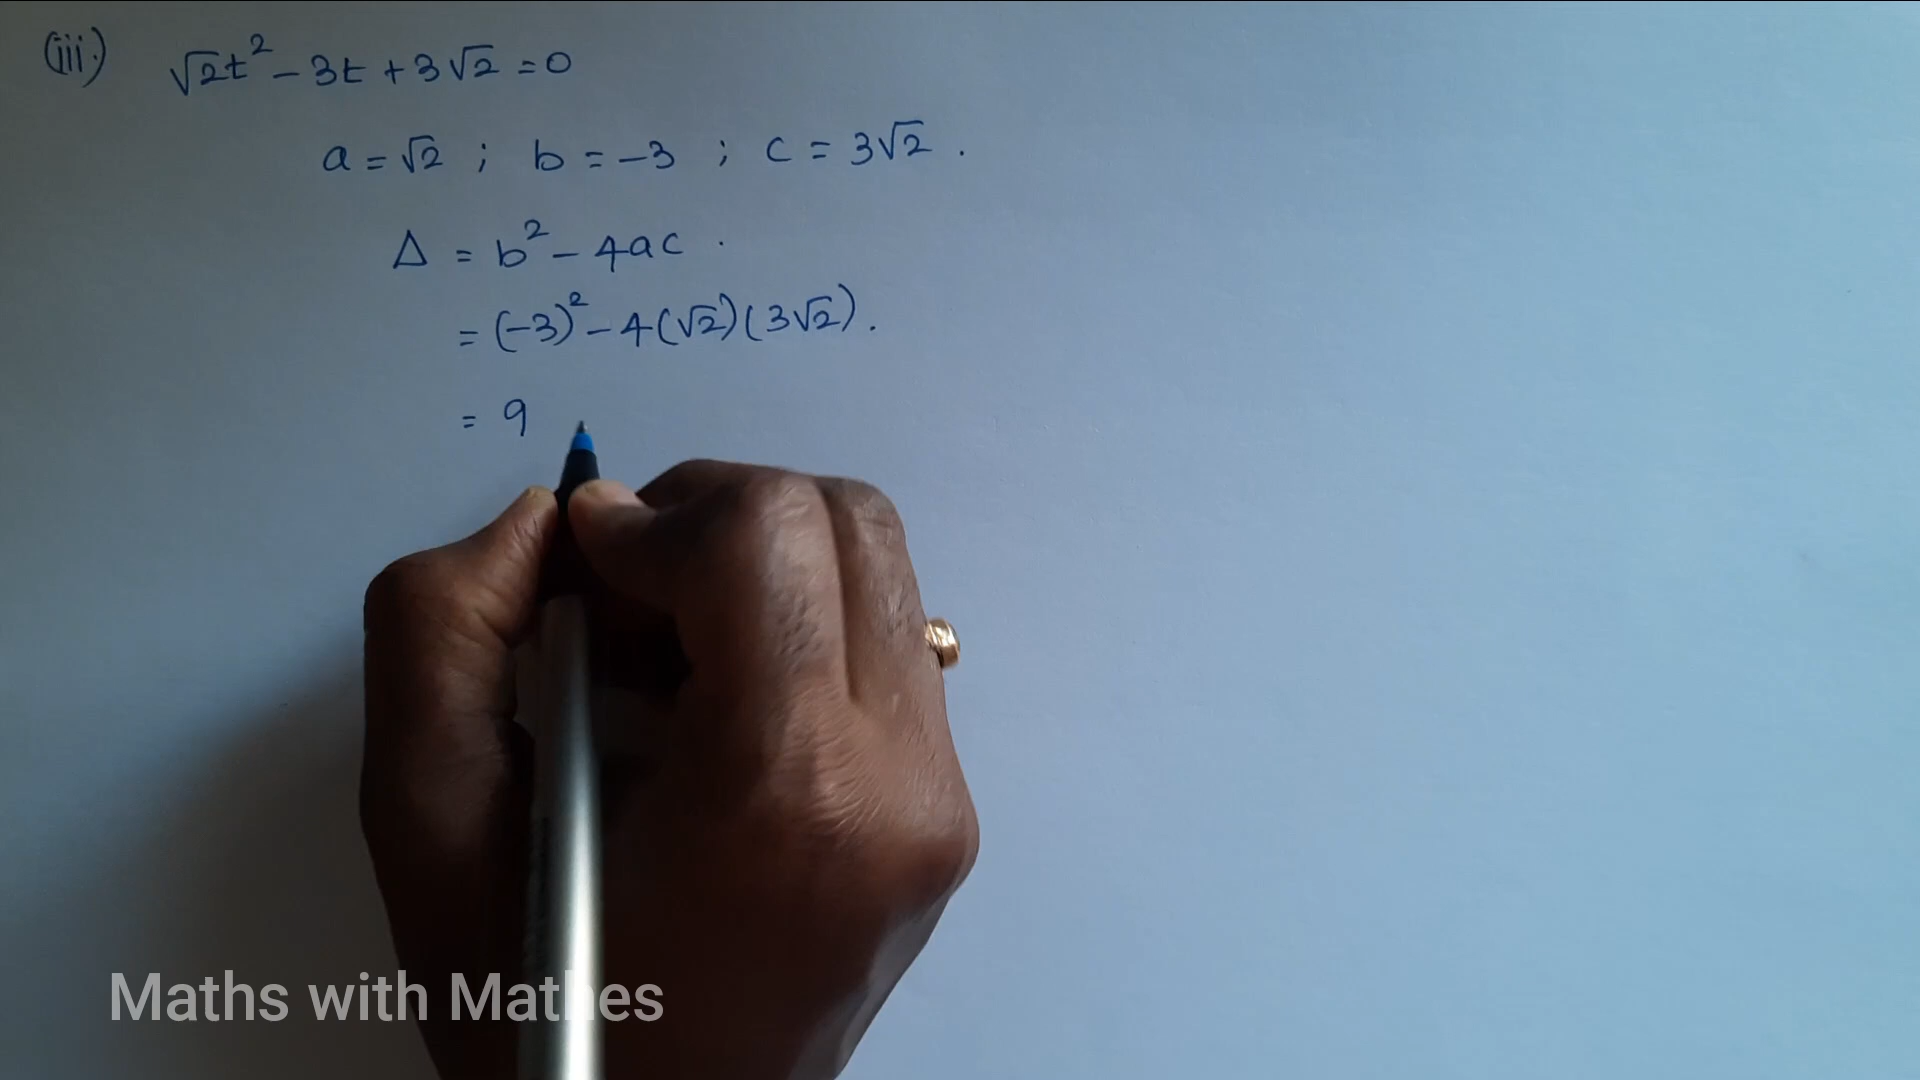 (iii.) √2t² - 3t + 3√2 = 0
a = √2 ; b = -3 ; c = 3√2 .
Δ = b² - 4ac .
= (-3)² - 4(√2)(3√2).
= 9
Maths with Mathes